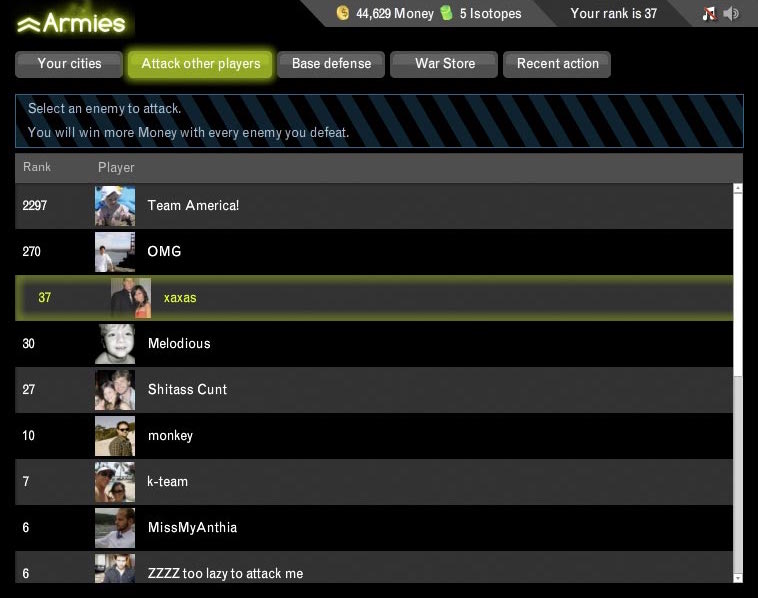 Armies
44,629 Money 5 Isotopes Your rank is 37
Your cities Attack other players Base defense War Store Recent action
Select an enemy to attack.
You will win more Money with every enemy you defeat.
Rank Player
2297 Team America!
270 OMG
37 xaxas
30 Melodious
27 Shitass Cunt
10 monkey
7 k-team
6 MissMyAnthia
6 ZZZZ too lazy to attack me